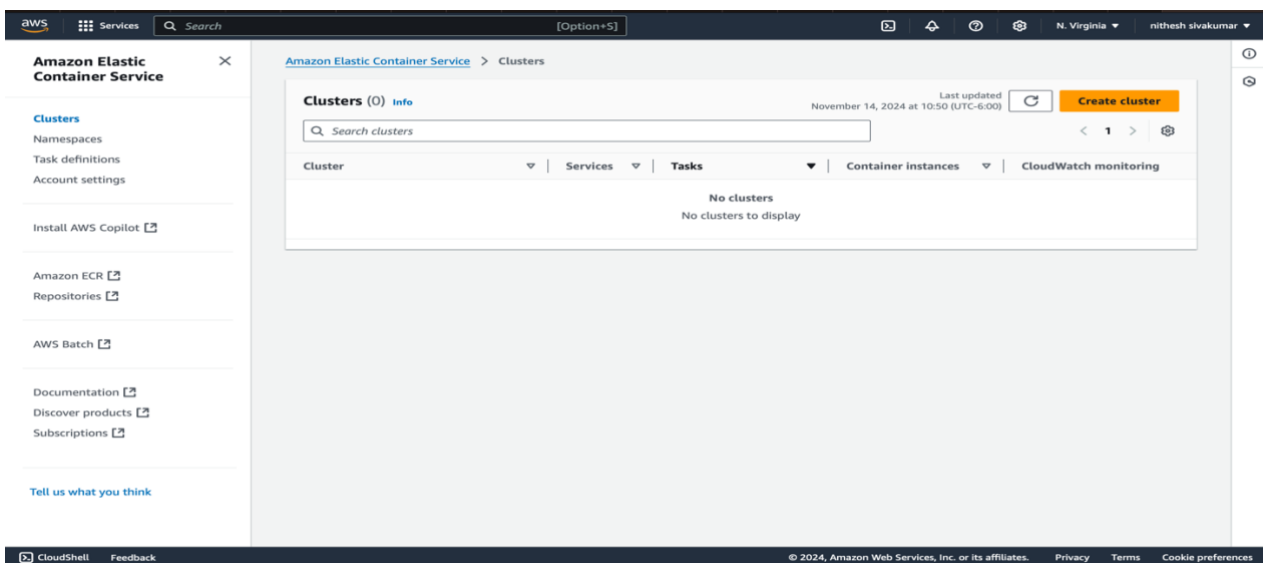 aws Services Search [Option+S] N. Virginia nithesh sivakumar
Amazon Elastic
Container Service
Clusters
Namespaces
Task definitions
Account settings
Install AWS Copilot
Amazon ECR
Repositories
AWS Batch
Documentation
Discover products
Subscriptions
Tell us what you think
Amazon Elastic Container Service > Clusters
Clusters (0) Info
Last updated
November 14, 2024 at 10:50 (UTC-6:00)
Create cluster
Search clusters
< 1 >
Cluster Services Tasks Container instances CloudWatch monitoring
No clusters
No clusters to display
CloudShell Feedback © 2024, Amazon Web Services, Inc. or its affiliates. Privacy Terms Cookie preferences